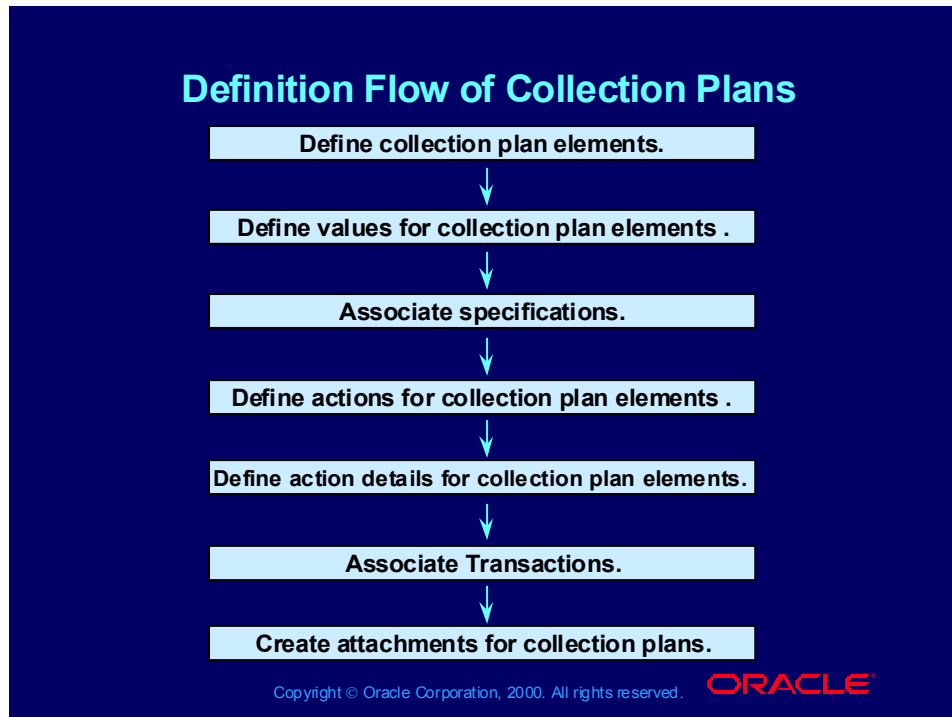 Definition Flow of Collection Plans
Define collection plan elements.
Define values for collection plan elements .
Associate specifications.
Define actions for collection plan elements .
Define action details for collection plan elements.
Associate Transactions.
Create attachments for collection plans.
Copyright © Oracle Corporation, 2000. All rights reserved.
ORACLE®